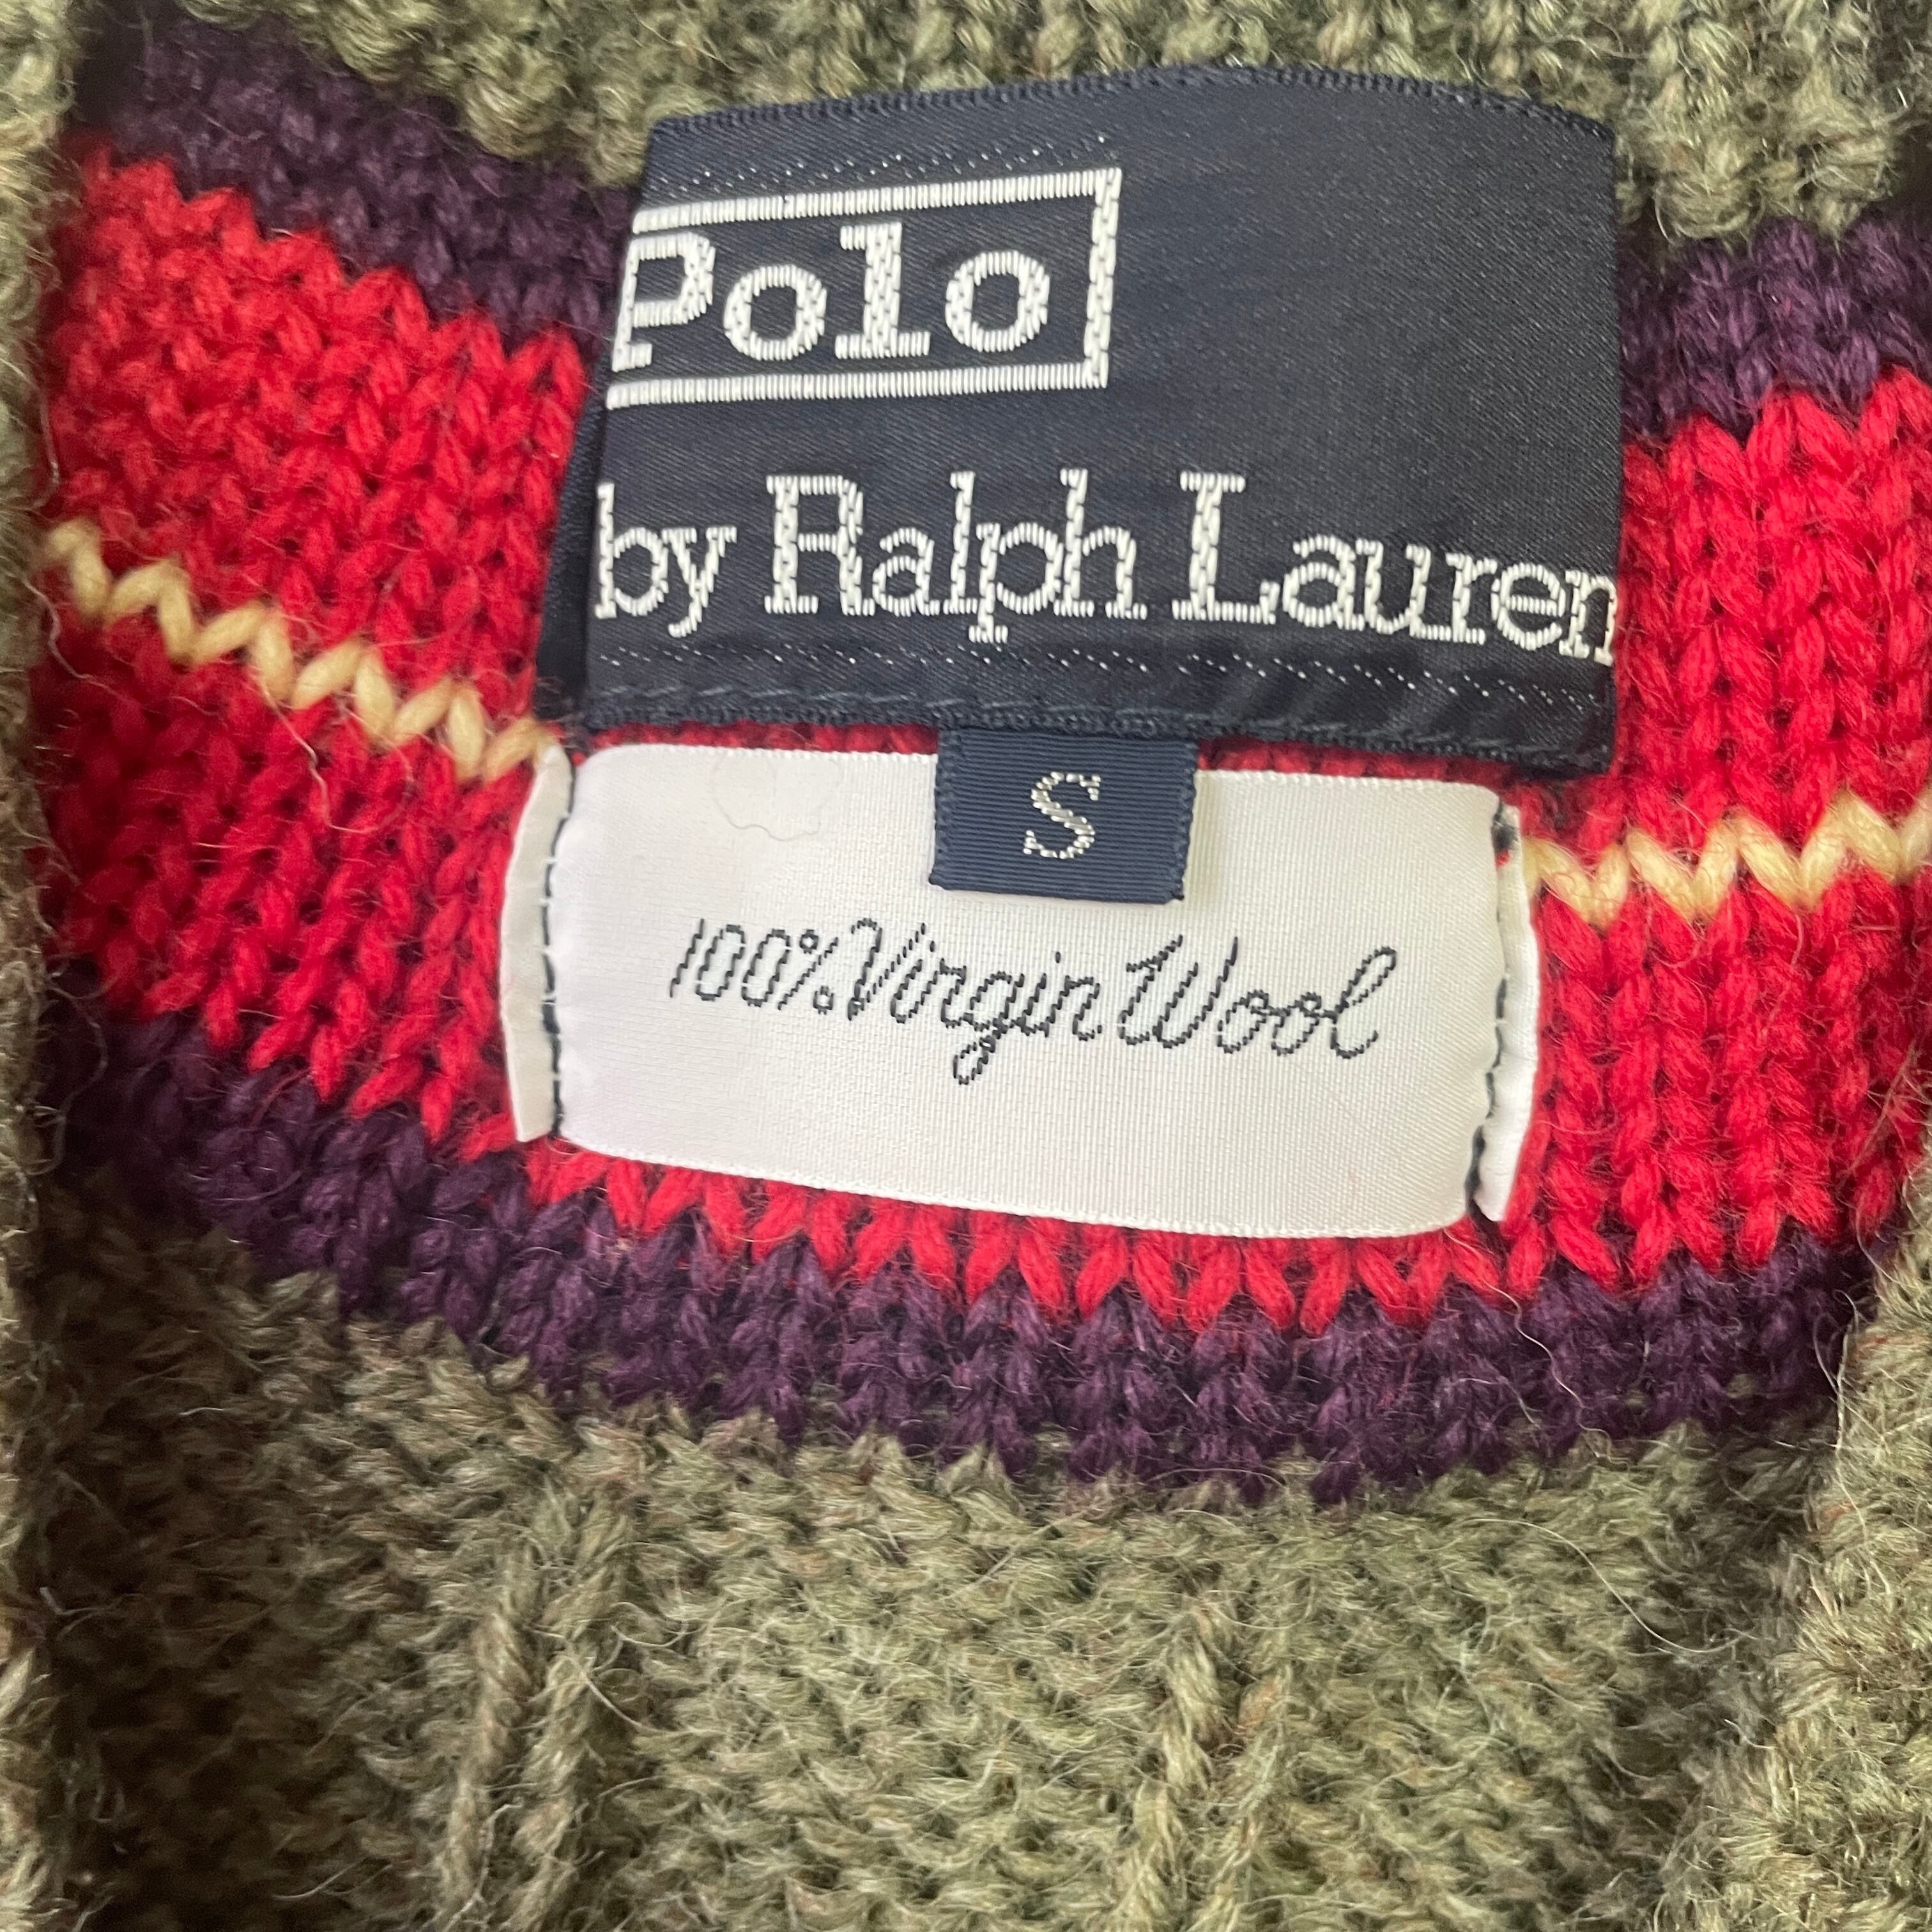 Polo
by Ralph Lauren
S
100% Virgin Wool